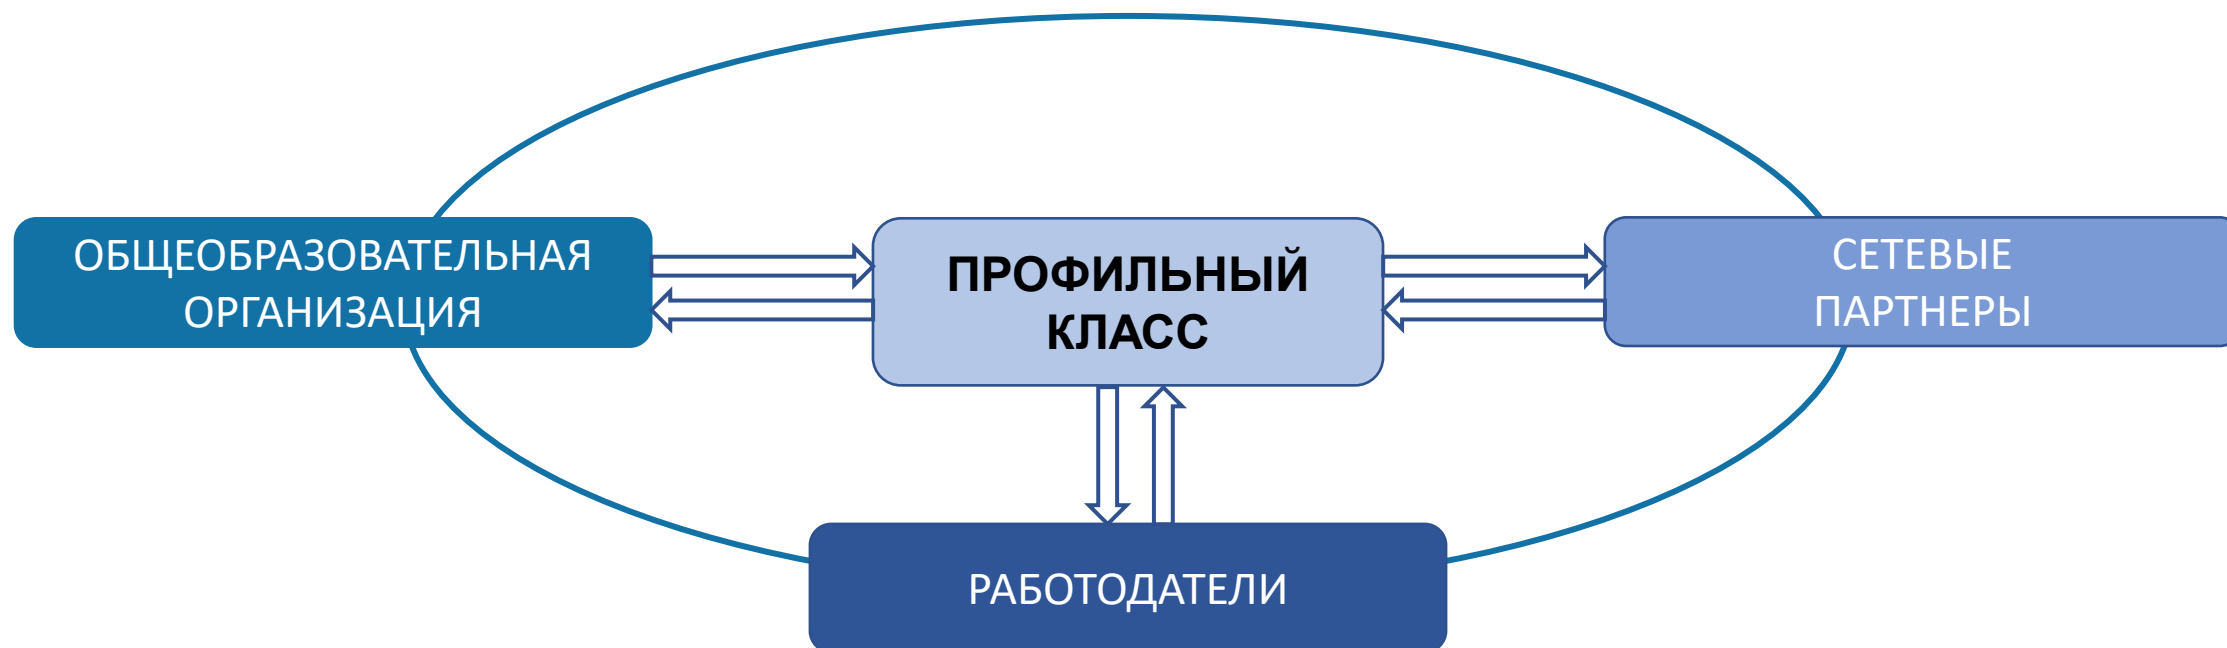 ОБЩЕОБРАЗОВАТЕЛЬНАЯ
ОРГАНИЗАЦИЯ
ПРОФИЛЬНЫЙ
КЛАСС
СЕТЕВЫЕ
ПАРТНЕРЫ
РАБОТОДАТЕЛИ